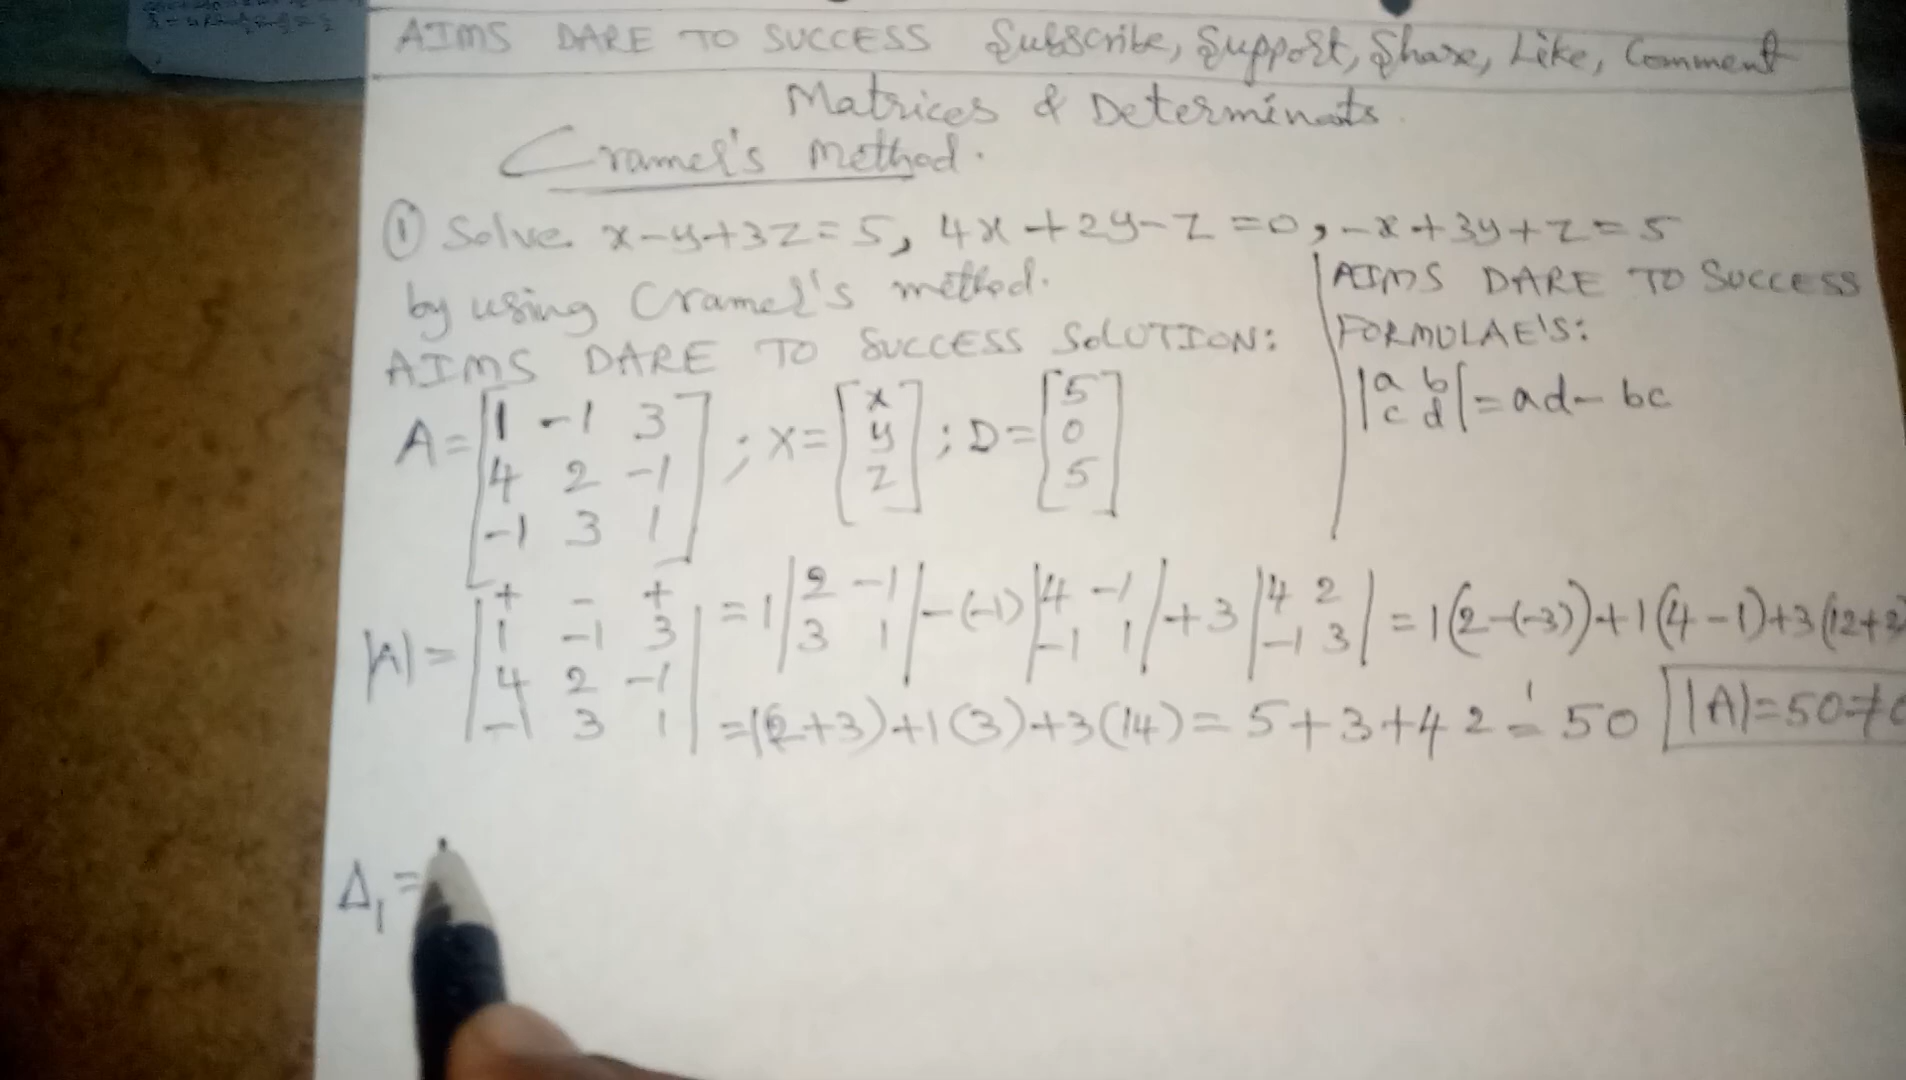 AIMS DARE TO SUCCESS Subscribe, Support, Share, Like, Comment
Matrices & Determinats.
Cramer's Method.
① Solve x-y+3z=5, 4x+2y-z=0, -x+3y+z=5
by using Cramer's method.
AIMS DARE TO SUCCESS
FORMULAE'S:
|a b|
|c d| = ad-bc
AIMS DARE TO SUCCESS SOLUTION:
A = [1 -1 3] ; X = [x] ; D = [5]
[4 2 -1] [y] [0]
[-1 3 1] [z] [5]
+ - +
|A| = |1 -1 3| = 1 |2 -1| -(-1) |4 -1| +3 |4 2| = 1(2-(-3))+1(4-1)+3(12+2
|4 2 -1| |3 1| |-1 1| |-1 3|
|-1 3 1| =1(2+3)+1(3)+3(14)= 5+3+42 = 50 |A|=50≠0
Δ₁ =